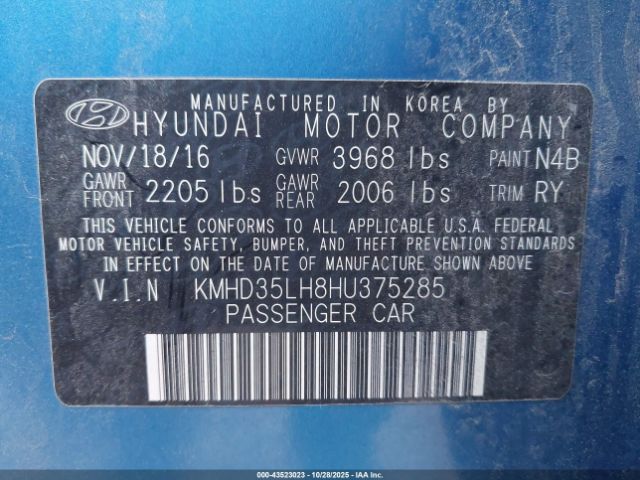 MANUFACTURED IN KOREA BY
HYUNDAI MOTOR COMPANY
NOV/18/16 GVWR 3968 lbs PAINT N4B
GAWR FRONT 2205 lbs GAWR REAR 2006 lbs TRIM RY
THIS VEHICLE CONFORMS TO ALL APPLICABLE U.S.A. FEDERAL
MOTOR VEHICLE SAFETY, BUMPER, AND THEFT PREVENTION STANDARDS
IN EFFECT ON THE DATE OF MANUFACTURE SHOWN ABOVE.
V.I.N KMHD35LH8HU375285
PASSENGER CAR
000-43523023 | 10/28/2025 | IAAI.COM